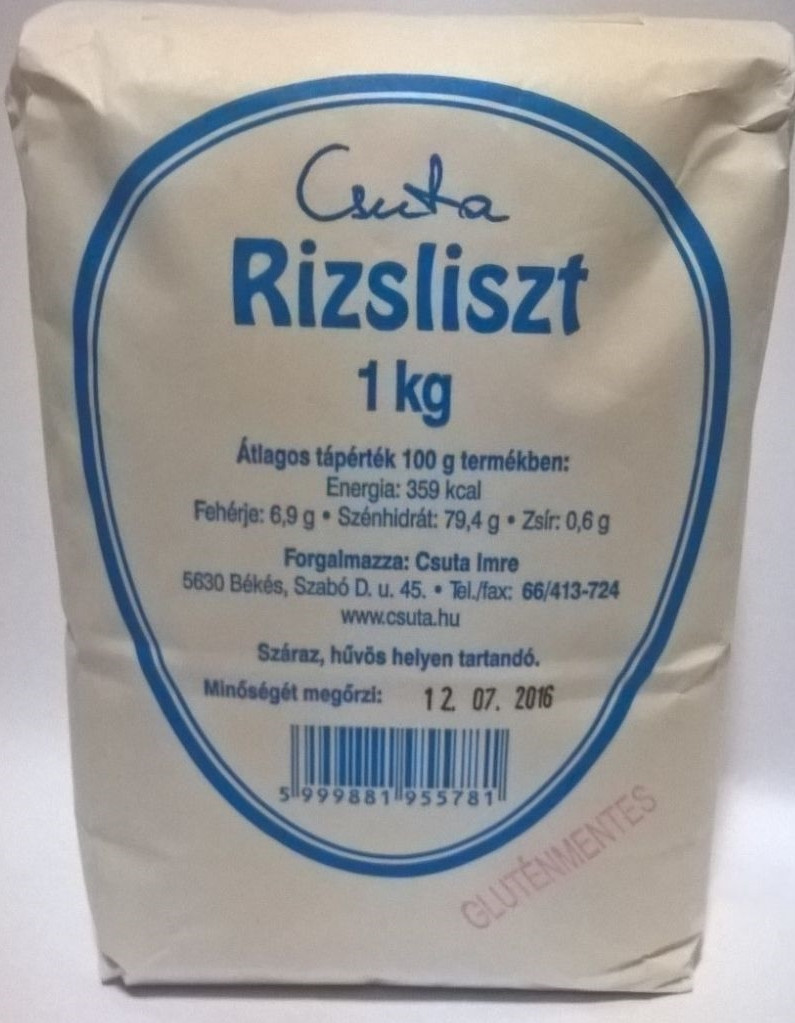 Csuta
Rizsliszt
1 kg
Átlagos tápérték 100 g termékben:
Energia: 359 kcal
Fehérje: 6,9 g • Szénhidrát: 79,4 g • Zsír: 0,6 g
Forgalmazza: Csuta Imre
5630 Békés, Szabó D. u. 45. • Tel./fax: 66/413-724
www.csuta.hu
Száraz, hűvös helyen tartandó.
Minőségét megőrzi: 12. 07. 2016
5 999881 955781
GLUTÉNMENTES